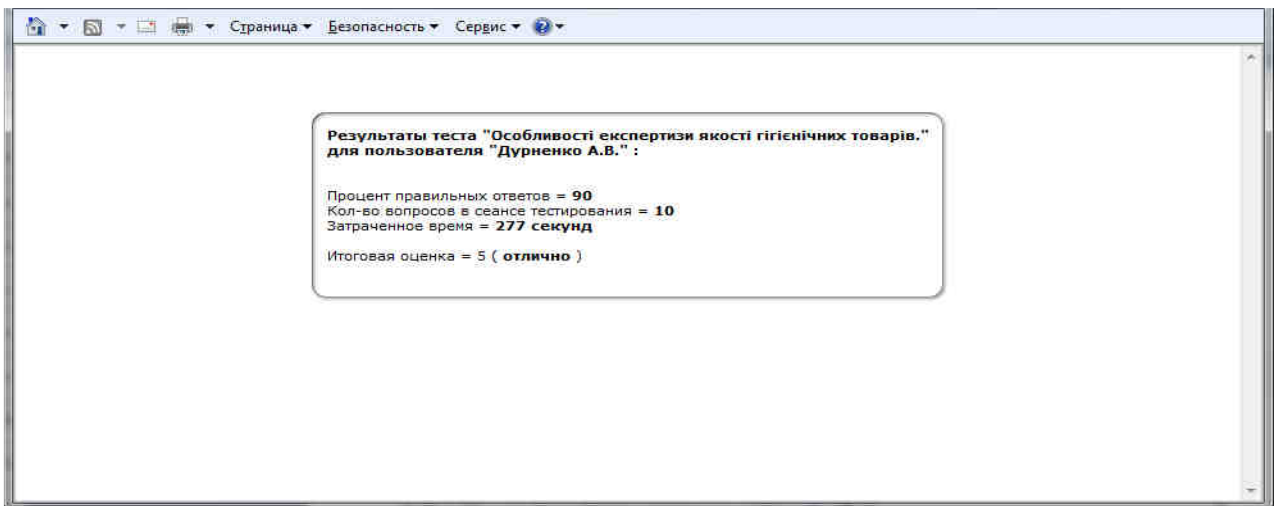 Страница Безопасность Сервис
Результаты теста "Особливості експертизи якості гігієнічних товарів."
для пользователя "Дурненко А.В." :
Процент правильных ответов = 90
Кол-во вопросов в сеансе тестирования = 10
Затраченное время = 277 секунд
Итоговая оценка = 5 ( отлично )